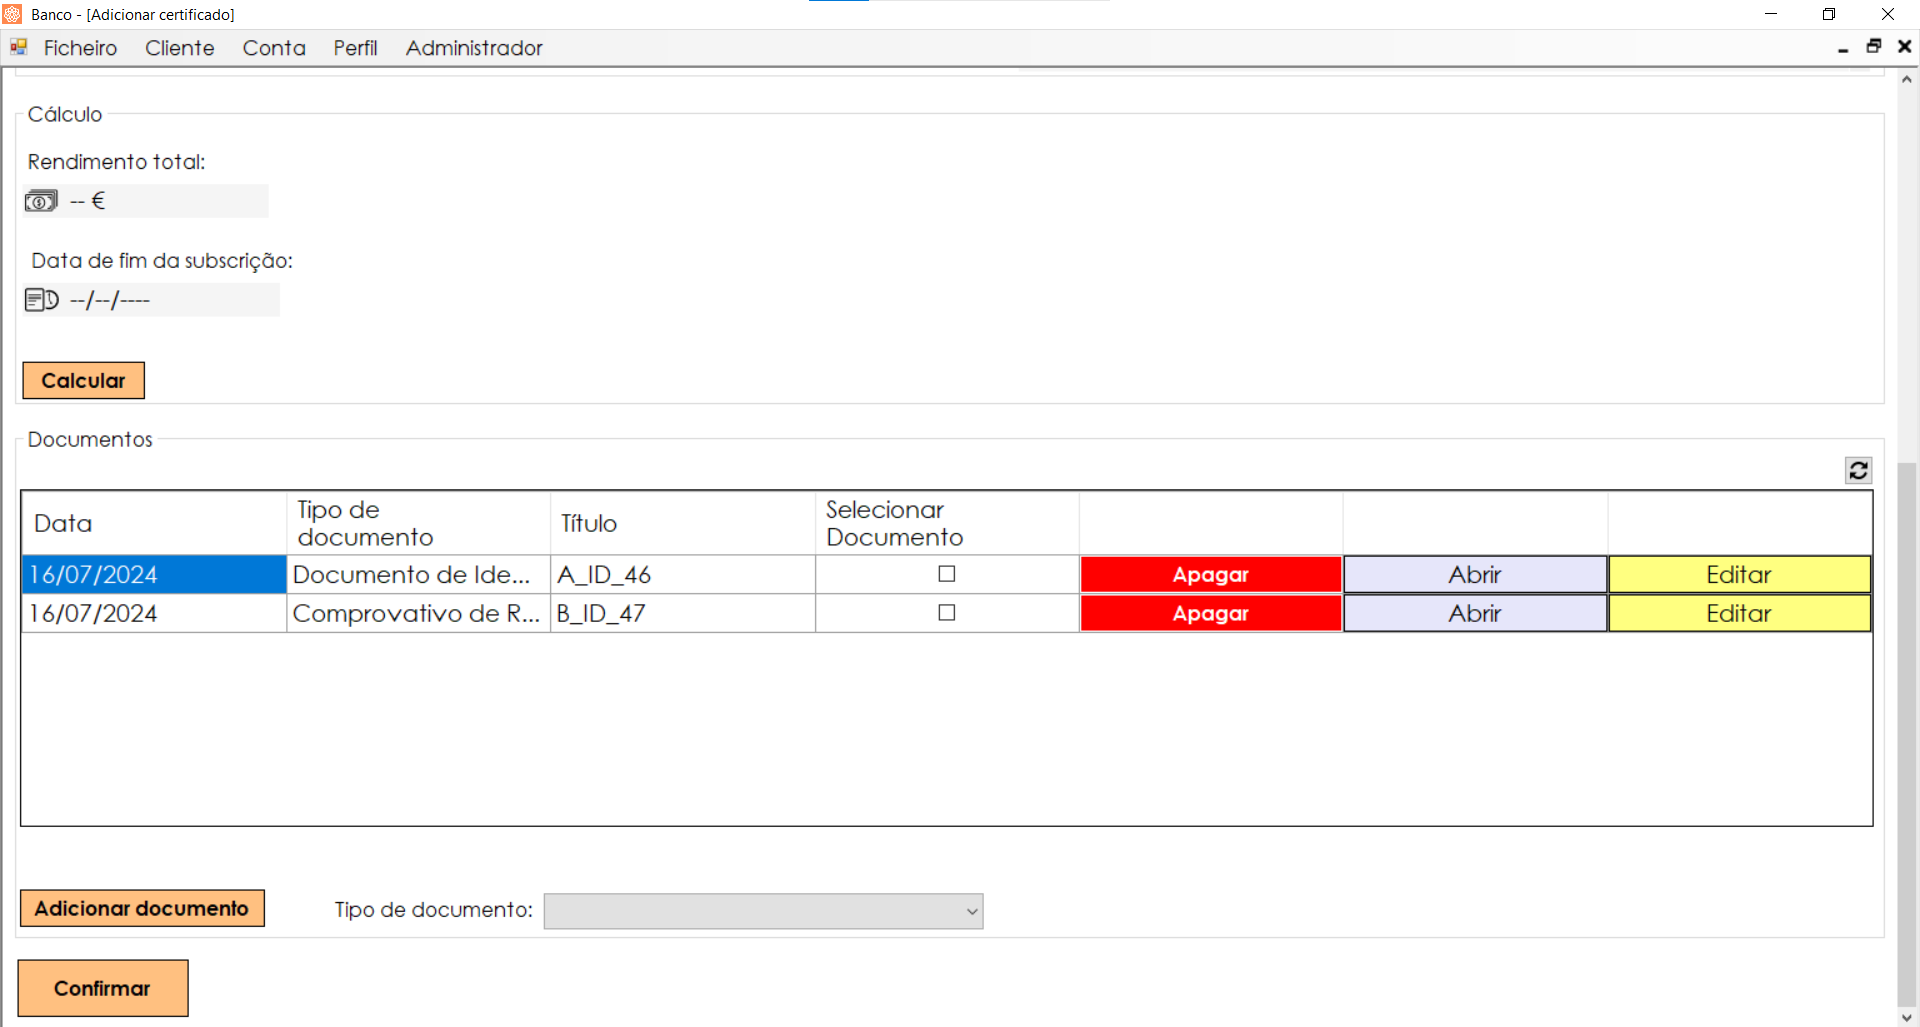 Banco - [Adicionar certificado]
Ficheiro Cliente Conta Perfil Administrador
Cálculo
Rendimento total:
-- €
Data de fim da subscrição:
--/--/----
Calcular
Documentos
Data Tipo de documento Título Selecionar Documento
16/07/2024 Documento de Ide... A_ID_46 Apagar Abrir Editar
16/07/2024 Comprovativo de R... B_ID_47 Apagar Abrir Editar
Adicionar documento Tipo de documento:
Confirmar